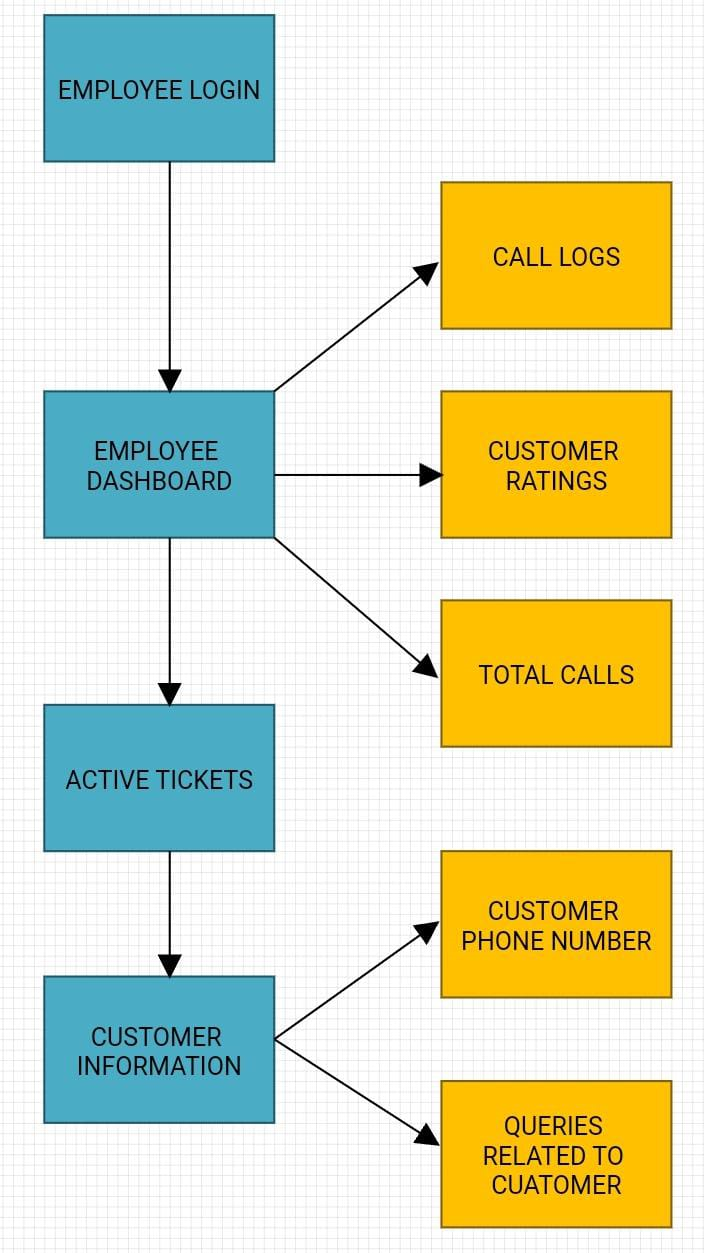 EMPLOYEE LOGIN
CALL LOGS
EMPLOYEE
DASHBOARD
CUSTOMER
RATINGS
TOTAL CALLS
ACTIVE TICKETS
CUSTOMER
PHONE NUMBER
CUSTOMER
INFORMATION
QUERIES
RELATED TO
CUATOMER